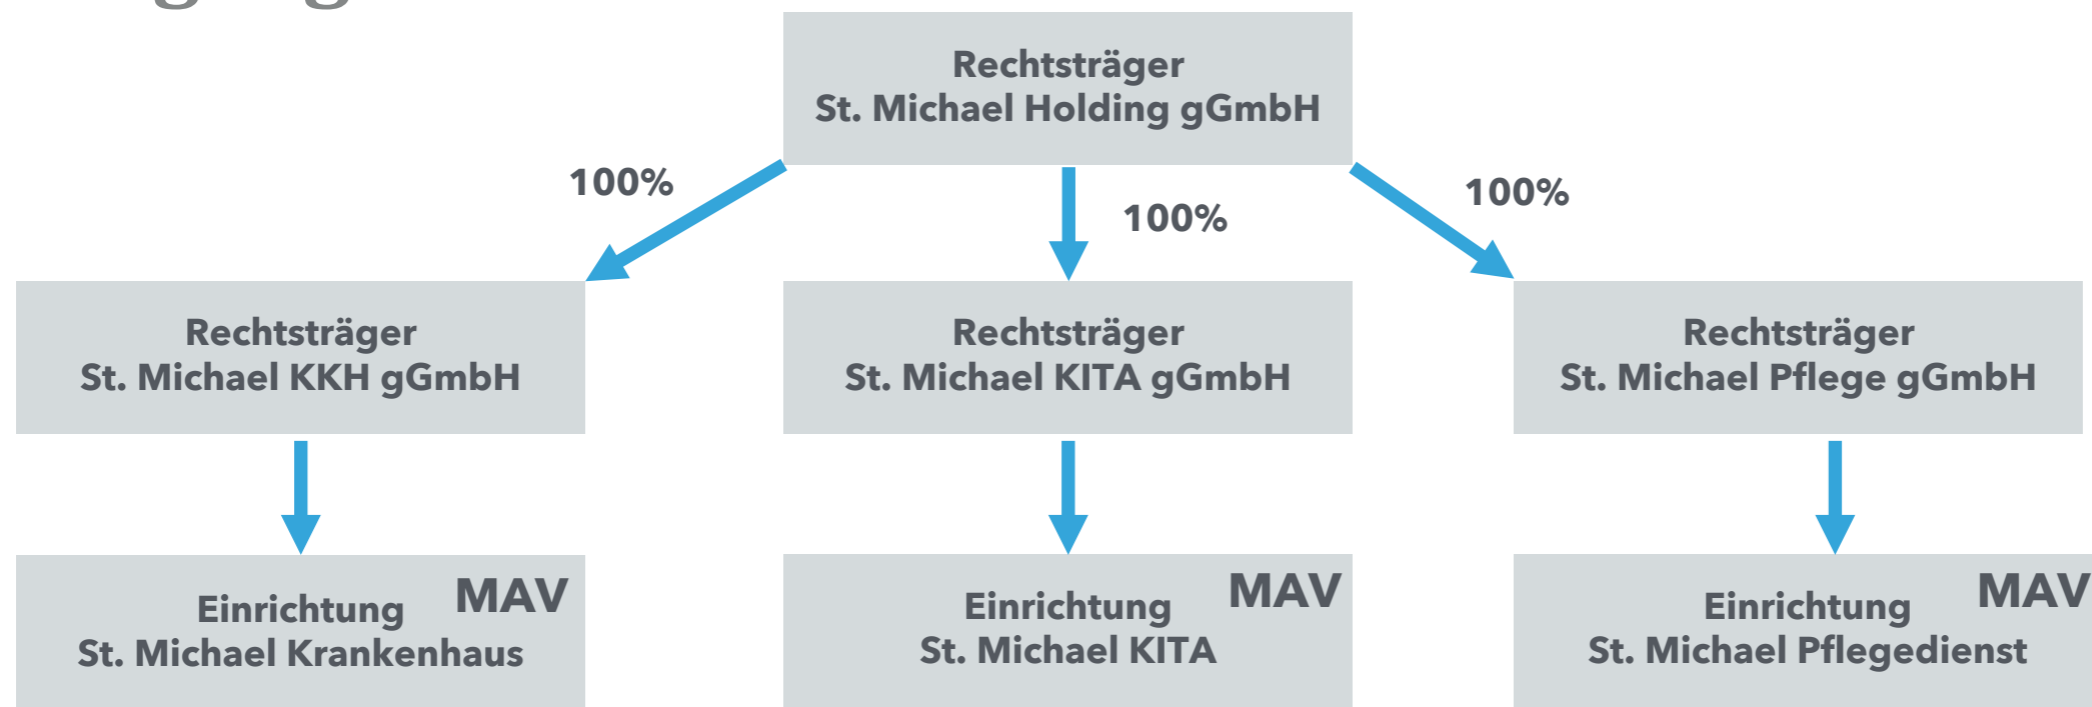 Rechtsträger
St. Michael Holding gGmbH
100%
100%
100%
Rechtsträger
St. Michael KKH gGmbH
Rechtsträger
St. Michael KITA gGmbH
Rechtsträger
St. Michael Pflege gGmbH
Einrichtung
St. Michael Krankenhaus
MAV
Einrichtung
St. Michael KITA
MAV
Einrichtung
St. Michael Pflegedienst
MAV